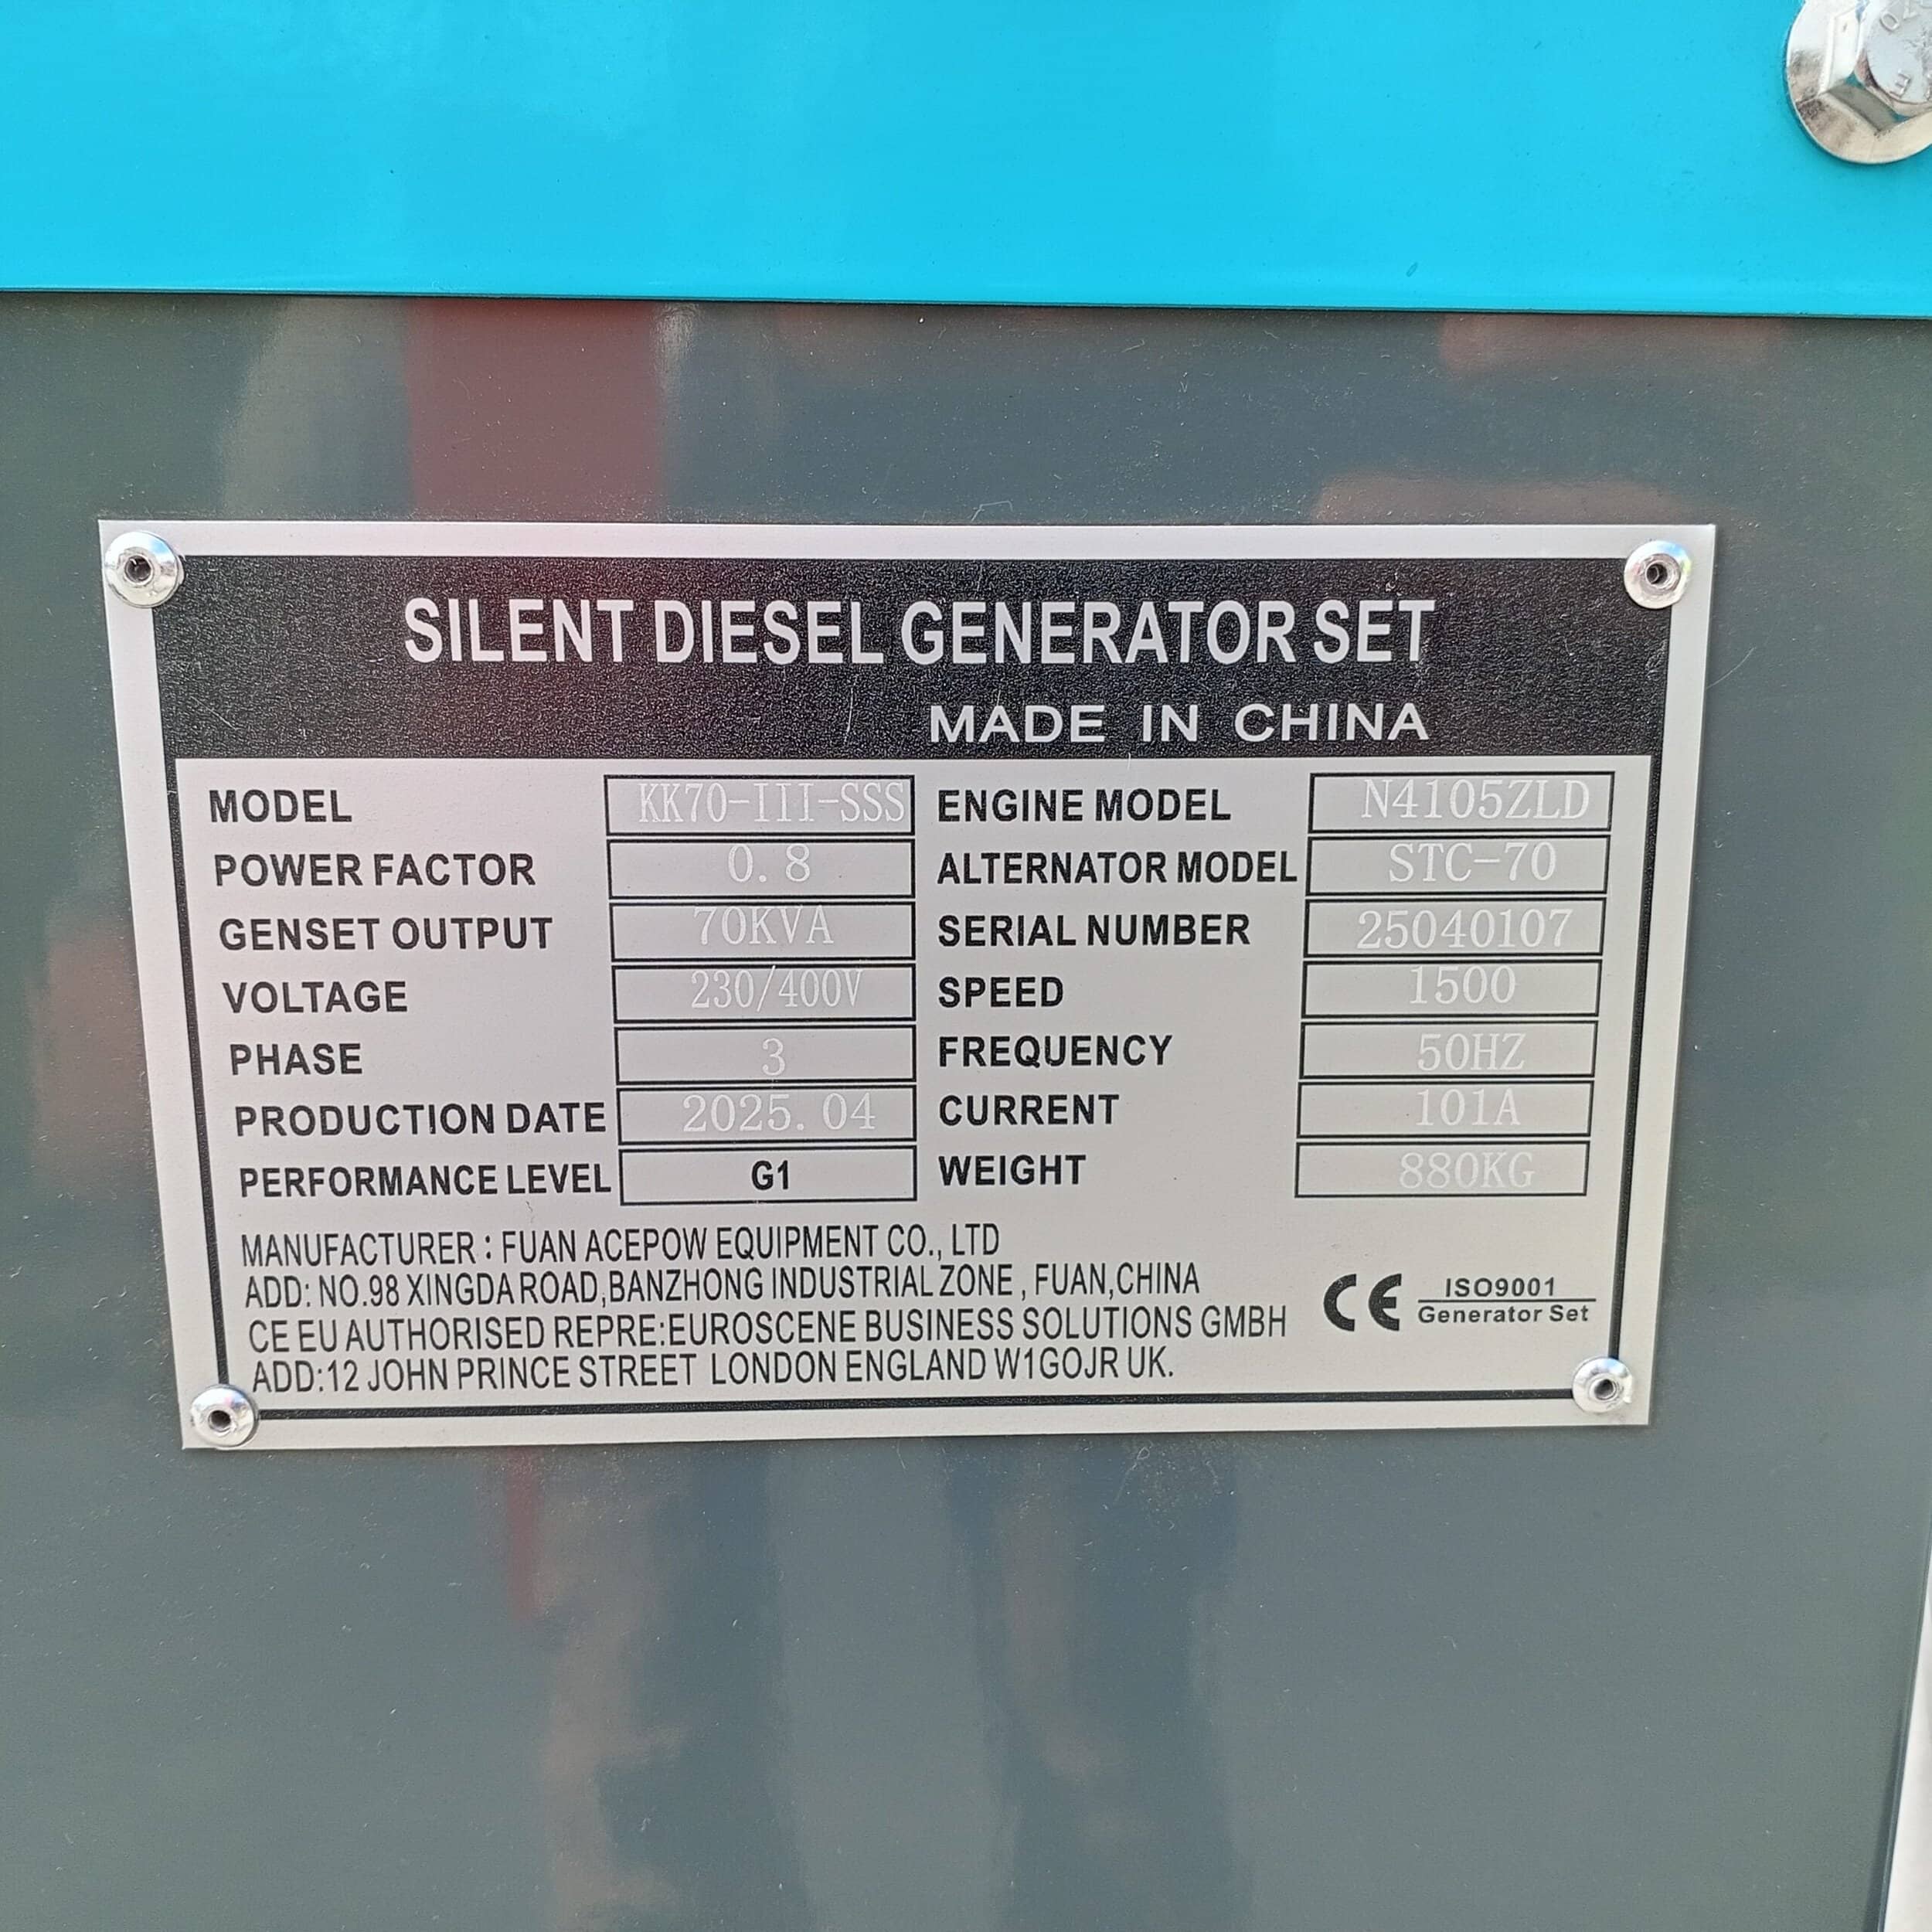 SILENT DIESEL GENERATOR SET
MADE IN CHINA
MODEL KK70-III-SSS ENGINE MODEL N4105ZLD
POWER FACTOR 0.8 ALTERNATOR MODEL STC-70
GENSET OUTPUT 70KVA SERIAL NUMBER 25040107
VOLTAGE 230/400V SPEED 1500
PHASE 3 FREQUENCY 50HZ
PRODUCTION DATE 2025.04 CURRENT 101A
PERFORMANCE LEVEL G1 WEIGHT 880KG
MANUFACTURER: FUAN ACEPOW EQUIPMENT CO., LTD
ADD: NO.98 XINGDA ROAD,BANZHONG INDUSTRIAL ZONE, FUAN,CHINA
CE EU AUTHORISED REPRE:EUROSCENE BUSINESS SOLUTIONS GMBH
ADD:12 JOHN PRINCE STREET LONDON ENGLAND W1GOJR UK.
CE ISO9001
Generator Set